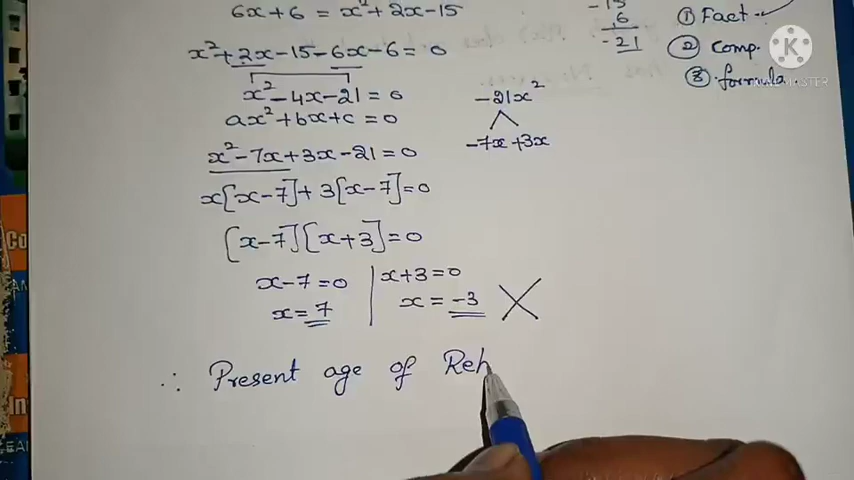 6x + 6 = x² + 2x - 15
x² + 2x - 15 - 6x - 6 = 0
x² - 4x - 21 = 0
ax² + bx + c = 0
x² - 7x + 3x - 21 = 0
x[x-7] + 3[x-7] = 0
[x-7][x+3] = 0
x - 7 = 0 | x + 3 = 0
x = 7 | x = -3
∴ Present age of Reh
-15
6
-21
-21x²
-7x +3x
① Fact
② Comp.
③ formula
K
KINEMASTER